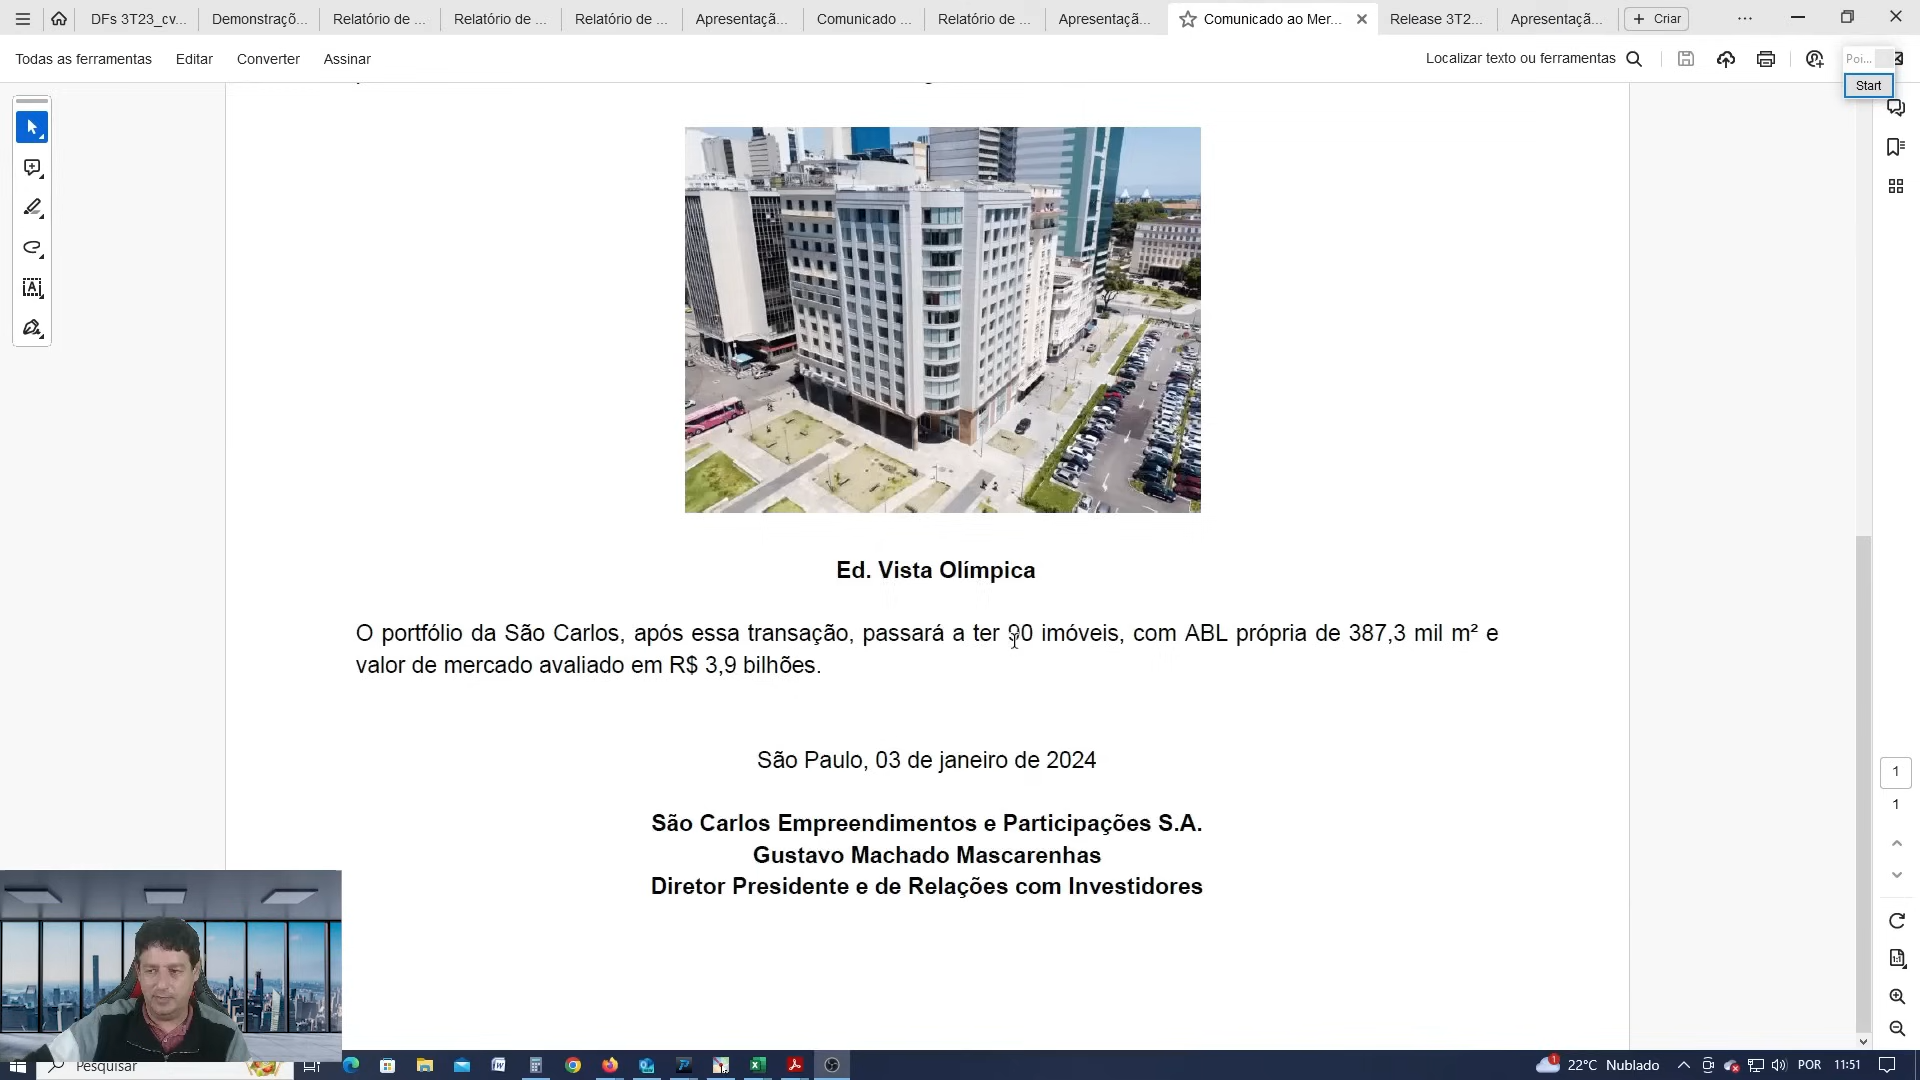 DFs 3T23_cv...
Demonstraçõ...
Relatório de ...
Relatório de ...
Relatório de ...
Apresentaçã...
Comunicado ...
Relatório de ...
Apresentaçã...
Comunicado ao Mer...
Release 3T2...
Apresentaçã...
Criar
Todas as ferramentas
Editar
Converter
Assinar
Localizar texto ou ferramentas
Poi...
Start
Ed. Vista Olímpica
O portfólio da São Carlos, após essa transação, passará a ter 90 imóveis, com ABL própria de 387,3 mil m² e
valor de mercado avaliado em R$ 3,9 bilhões.
São Paulo, 03 de janeiro de 2024
São Carlos Empreendimentos e Participações S.A.
Gustavo Machado Mascarenhas
Diretor Presidente e de Relações com Investidores
1
1
Pesquisar
1
22°C Nublado
POR
11:51